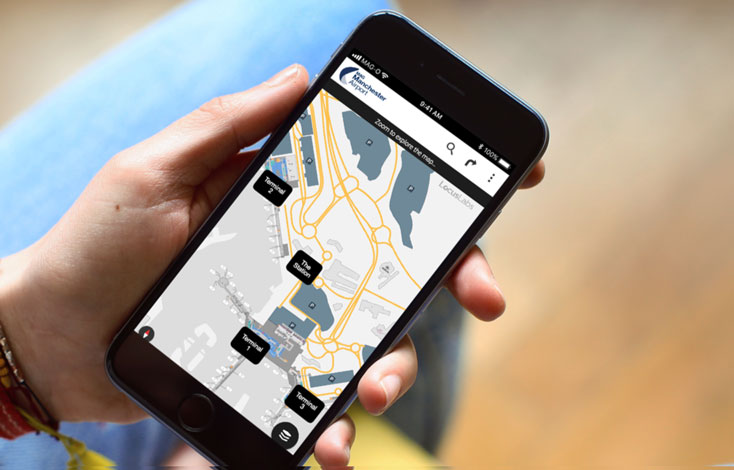 MAG-O
9:41 AM
100%
Manchester
Airport
Zoom to explore the map...
LocusLabs
Terminal
2
The
Station
Terminal
1
Terminal
3